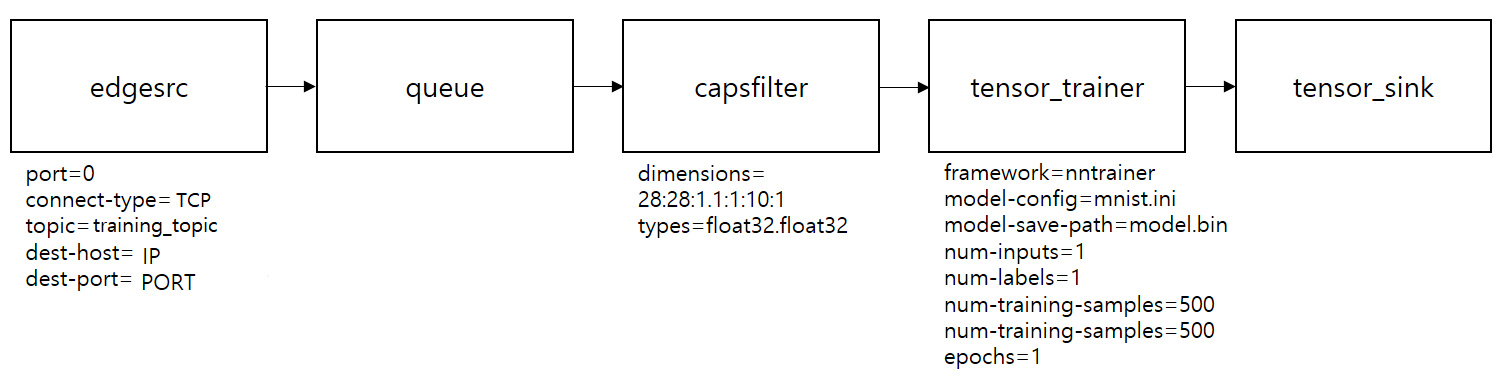 edgesrc
queue
capsfilter
tensor_trainer
tensor_sink
port=0
connect-type= TCP
topic=training_topic
dest-host= IP
dest-port= PORT
dimensions=
28:28:1.1:1:10:1
types=float32.float32
framework=nntrainer
model-config=mnist.ini
model-save-path=model.bin
num-inputs=1
num-labels=1
num-training-samples=500
num-training-samples=500
epochs=1